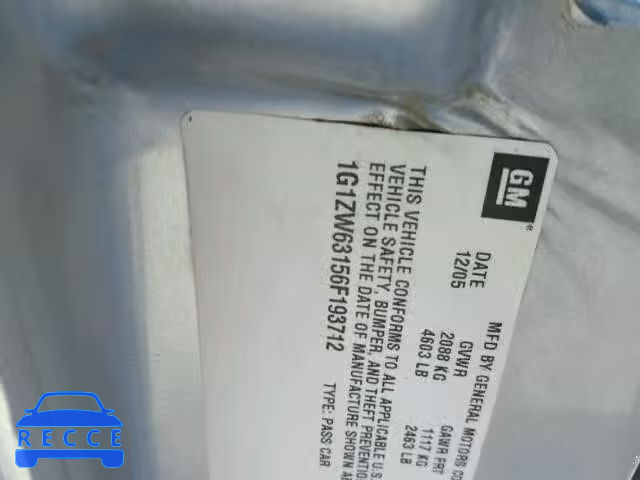 GM
MFD BY GENERAL MOTORS CO
DATE GVWR GAWR FRT
12/05 2088 KG 1117 KG
4603 LB 2463 LB
THIS VEHICLE CONFORMS TO ALL APPLICABLE U.S.
VEHICLE SAFETY, BUMPER, AND THEFT PREVENTION
EFFECT ON THE DATE OF MANUFACTURE SHOWN A
1G1ZW63156F193712 TYPE: PASS CAR
RECCE